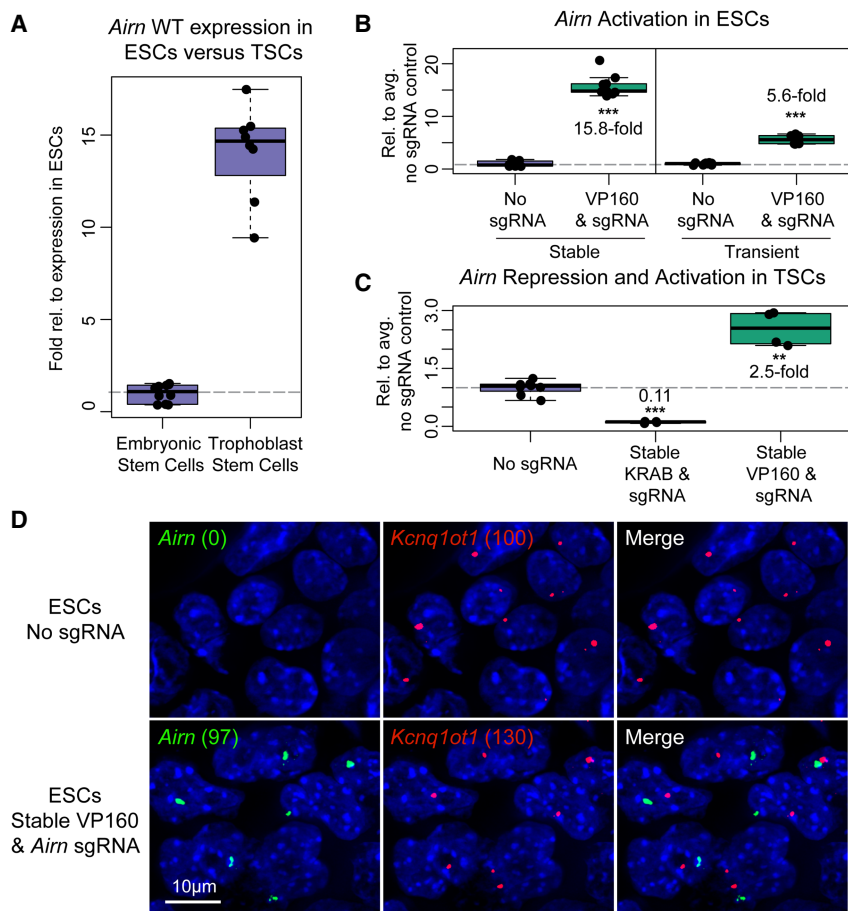 A
Airn WT expression in
ESCs versus TSCs
Fold rel. to expression in ESCs
15
10
5
0
Embryonic
Stem Cells
Trophoblast
Stem Cells
B
Airn Activation in ESCs
Rel. to avg.
no sgRNA control
20
10
0
***
15.8-fold
5.6-fold
***
No
sgRNA
VP160
& sgRNA
No
sgRNA
VP160
& sgRNA
Stable
Transient
C
Airn Repression and Activation in TSCs
Rel. to avg.
no sgRNA control
3.0
1.5
0.0
0.11
***
**
2.5-fold
No sgRNA
Stable
KRAB &
sgRNA
Stable
VP160 &
sgRNA
D
ESCs
No sgRNA
Airn (0)
Kcnq1ot1 (100)
Merge
ESCs
Stable VP160
& Airn sgRNA
Airn (97)
Kcnq1ot1 (130)
Merge
10μm